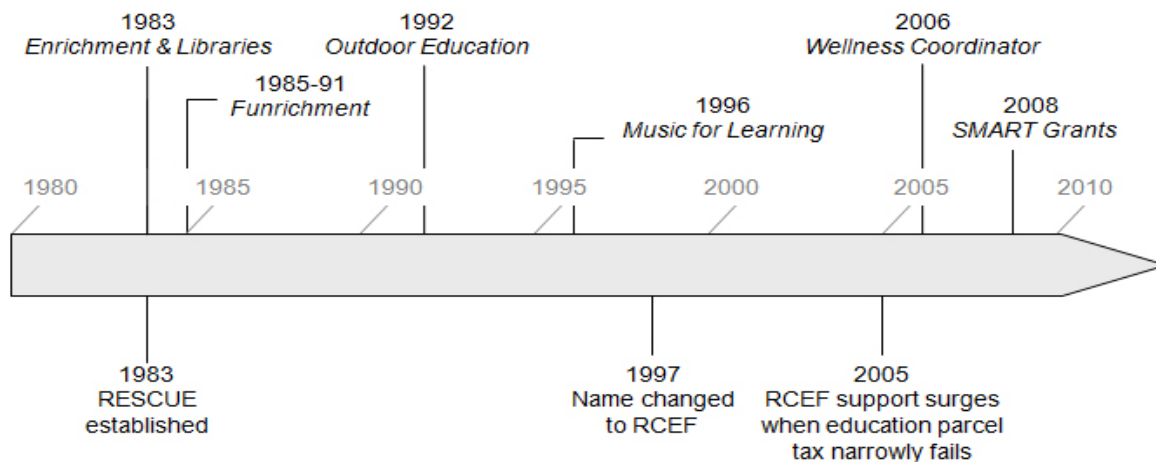 1983
Enrichment & Libraries
1985-91
Funrichment
1992
Outdoor Education
1996
Music for Learning
2006
Wellness Coordinator
2008
SMART Grants
1980
1985
1990
1995
2000
2005
2010
1983
RESCUE
established
1997
Name changed
to RCEF
2005
RCEF support surges
when education parcel
tax narrowly fails